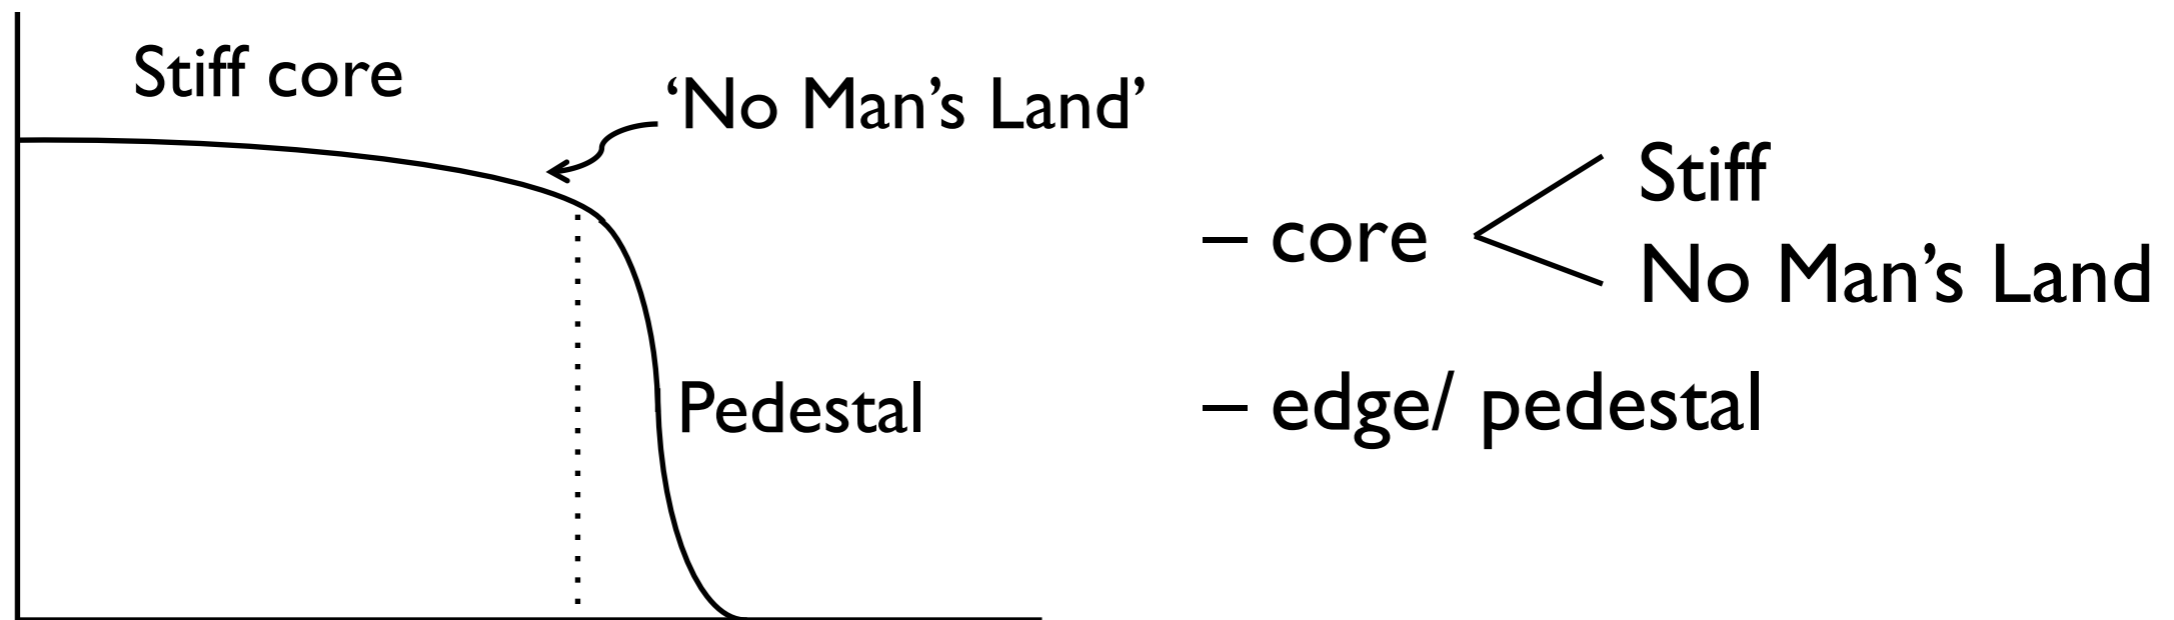 Stiff core
‘No Man’s Land’
Pedestal
– core
Stiff
No Man’s Land
– edge/ pedestal